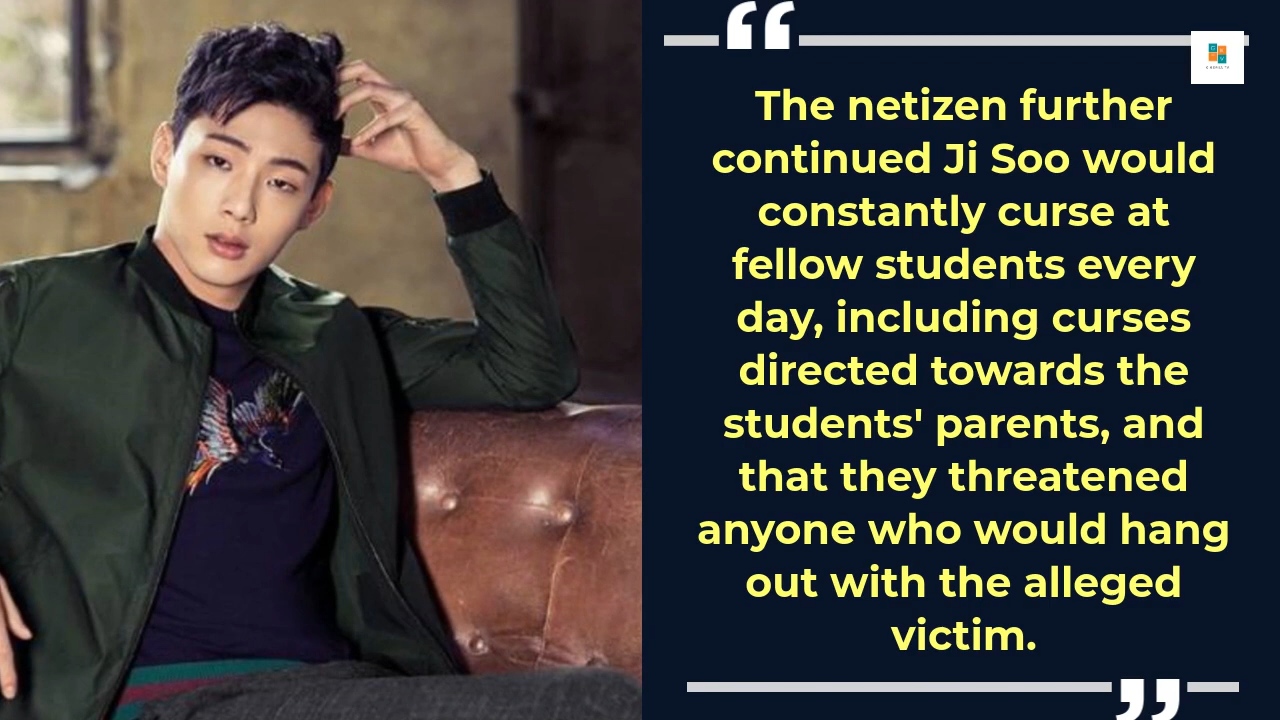 The netizen further
continued Ji Soo would
constantly curse at
fellow students every
day, including curses
directed towards the
students' parents, and
that they threatened
anyone who would hang
out with the alleged
victim.